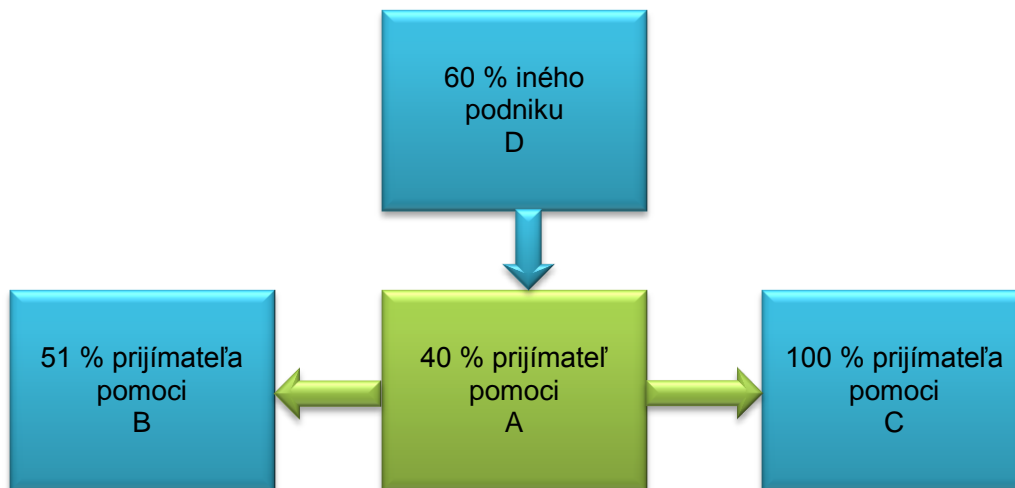 60 % iného
podniku
D
51 % prijímateľa
pomoci
B
40 % prijímateľ
pomoci
A
100 % prijímateľa
pomoci
C